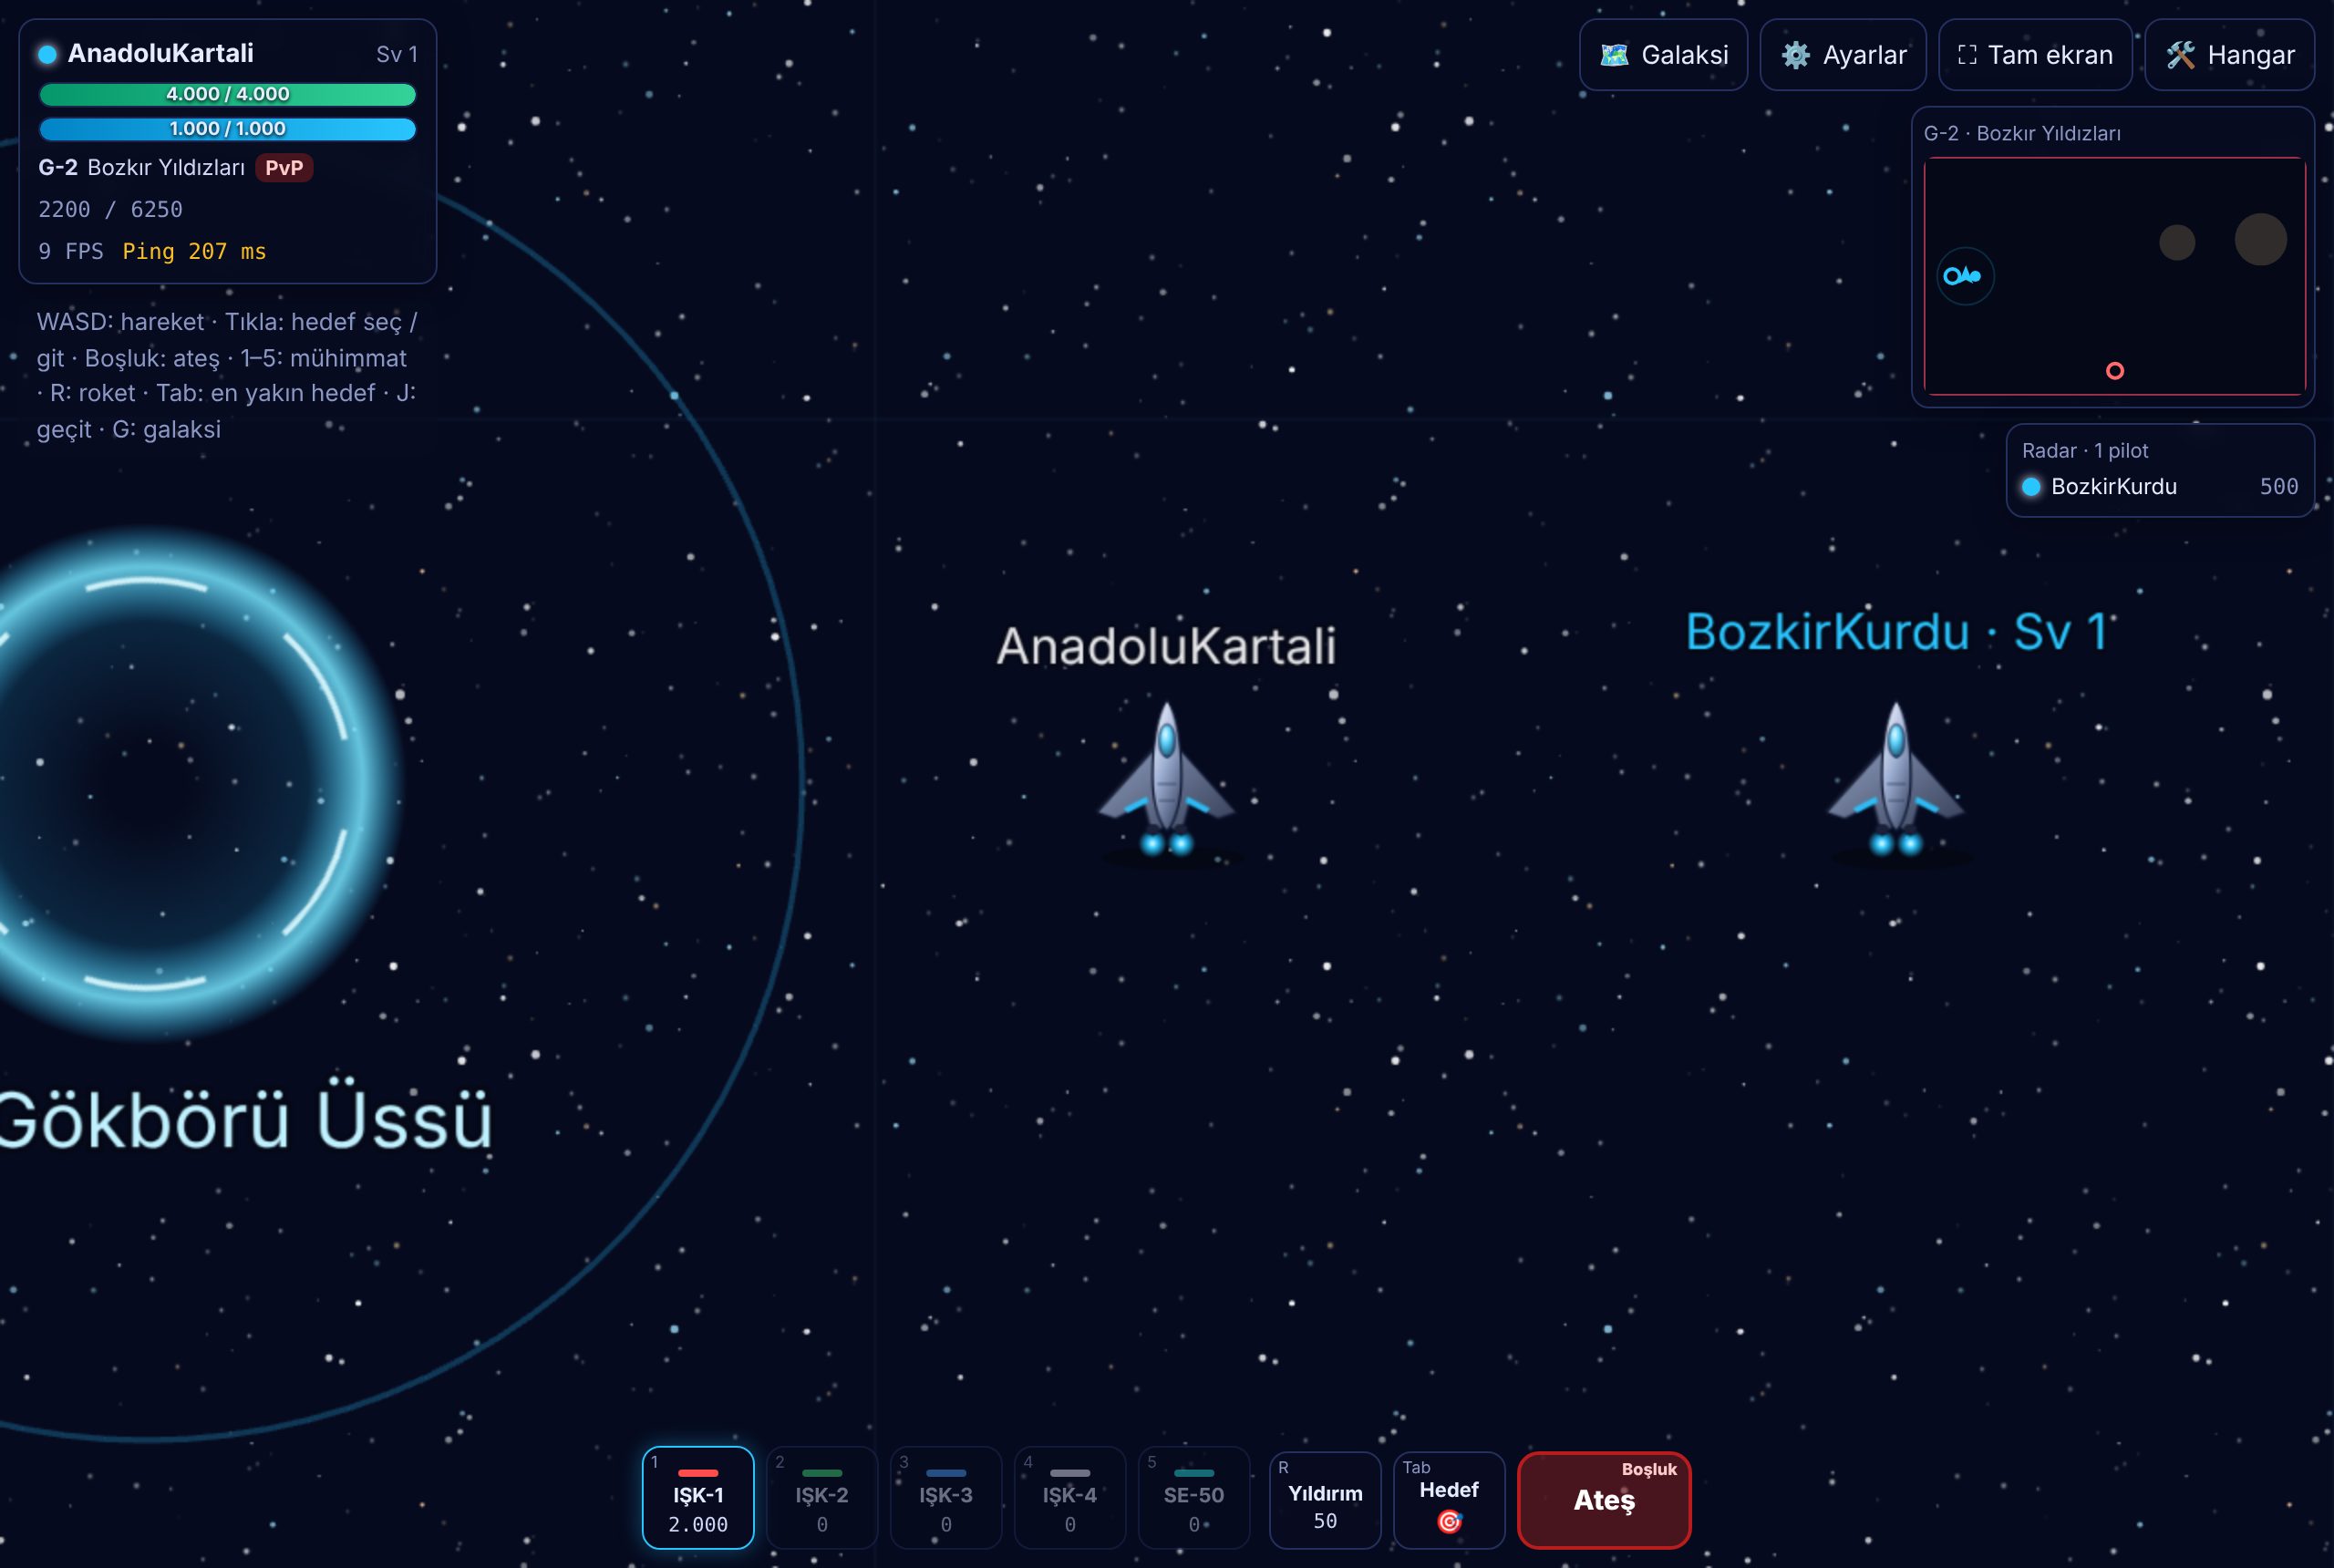 AnadoluKartali Sv 1
4.000 / 4.000
1.000 / 1.000
G-2 Bozkır Yıldızları PvP
2200 / 6250
9 FPS Ping 207 ms
WASD: hareket · Tıkla: hedef seç /
git · Boşluk: ateş · 1–5: mühimmat
· R: roket · Tab: en yakın hedef · J:
geçit · G: galaksi
Galaksi
Ayarlar
Tam ekran
Hangar
G-2 · Bozkır Yıldızları
Radar · 1 pilot
BozkirKurdu 500
AnadoluKartali
BozkirKurdu · Sv 1
Gökbörü Üssü
1
IŞK-1
2.000
2
IŞK-2
0
3
IŞK-3
0
4
IŞK-4
0
5
SE-50
0
R
Yıldırım
50
Tab
Hedef
Boşluk
Ateş